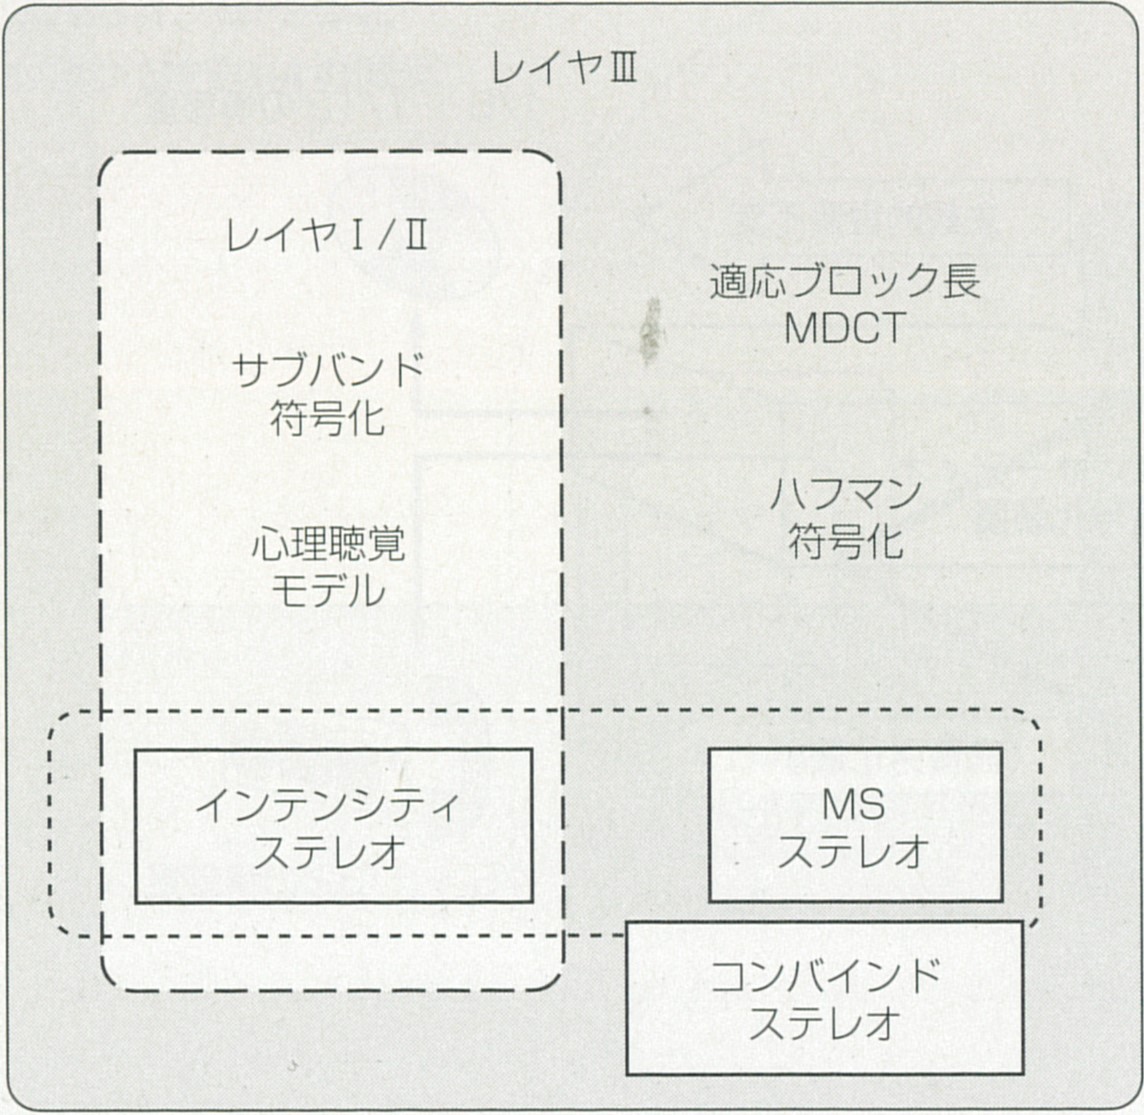 レイヤⅢ
レイヤⅠ/Ⅱ
サブバンド
符号化
心理聴覚
モデル
適応ブロック長
MDCT
ハフマン
符号化
インテンシティ
ステレオ
MS
ステレオ
コンバインド
ステレオ